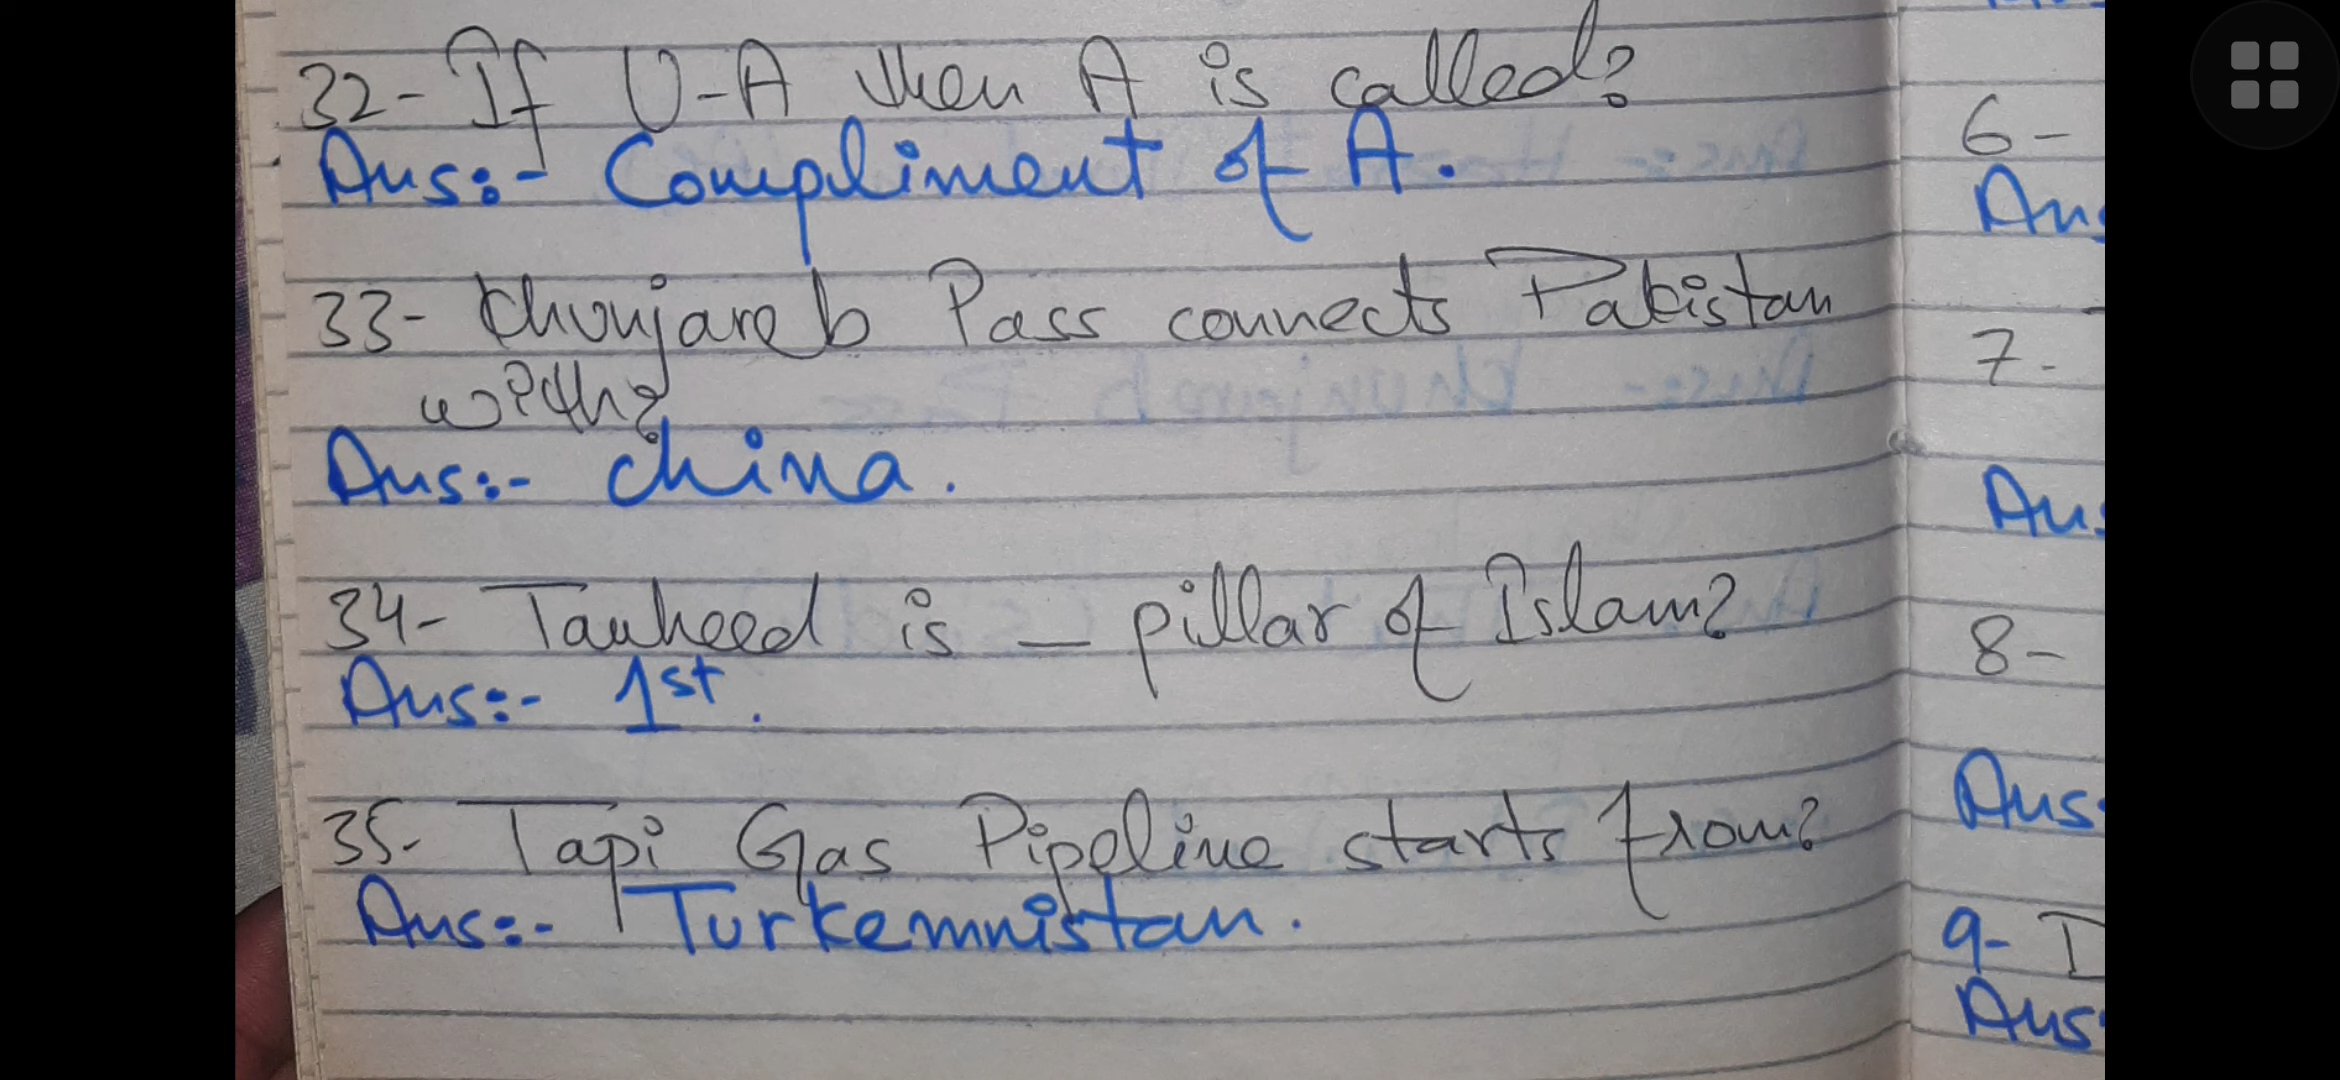 32- If U-A then A is called?
Ans:- Compliment of A.
33- Khunjareb Pass connects Pakistan
with?
Ans:- China.
34- Tauheed is — pillar of Islam?
Ans:- 1st.
35- Tapi Gas Pipeline starts from?
Ans:- Turkemnistan.
6-
Ans
7-
Ans
8-
Ans:
9- D
Ans: